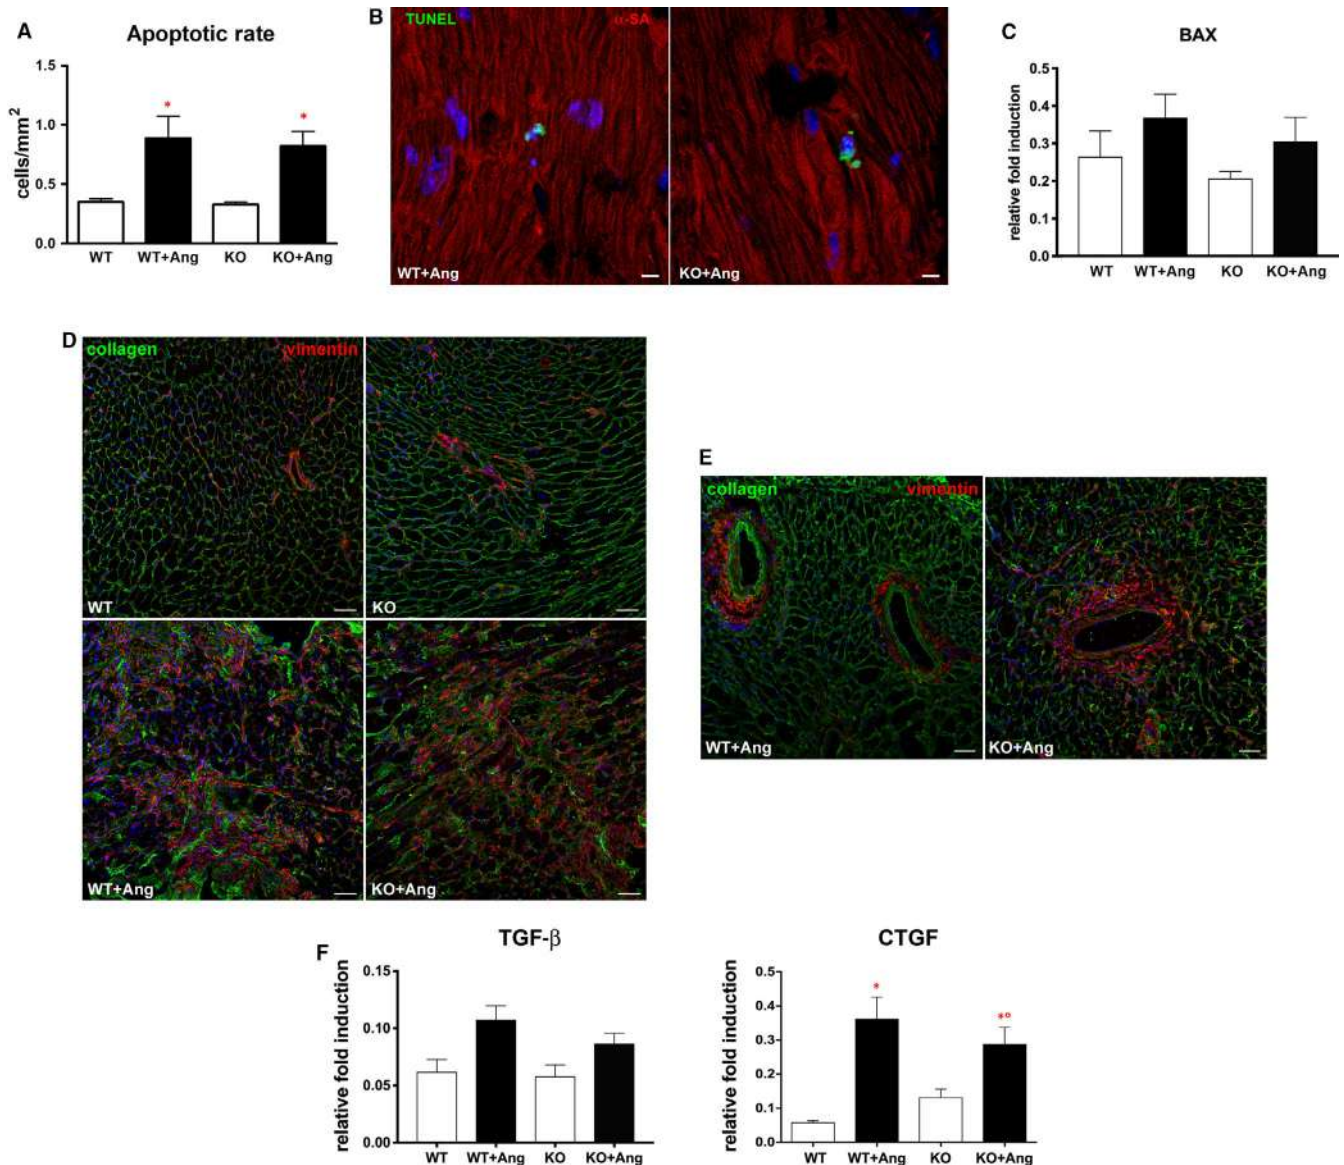 A
Apoptotic rate
cells/mm²
1.5
1.0
0.5
0.0
*
*
WT
WT+Ang
KO
KO+Ang
B
TUNEL
α-SA
WT+Ang
KO+Ang
C
BAX
relative fold induction
0.5
0.4
0.3
0.2
0.1
0.0
WT
WT+Ang
KO
KO+Ang
D
collagen
vimentin
WT
KO
WT+Ang
KO+Ang
E
collagen
vimentin
WT+Ang
KO+Ang
F
TGF-β
relative fold induction
0.15
0.10
0.05
0.00
WT
WT+Ang
KO
KO+Ang
CTGF
relative fold induction
0.5
0.4
0.3
0.2
0.1
0.0
*
*°
WT
WT+Ang
KO
KO+Ang